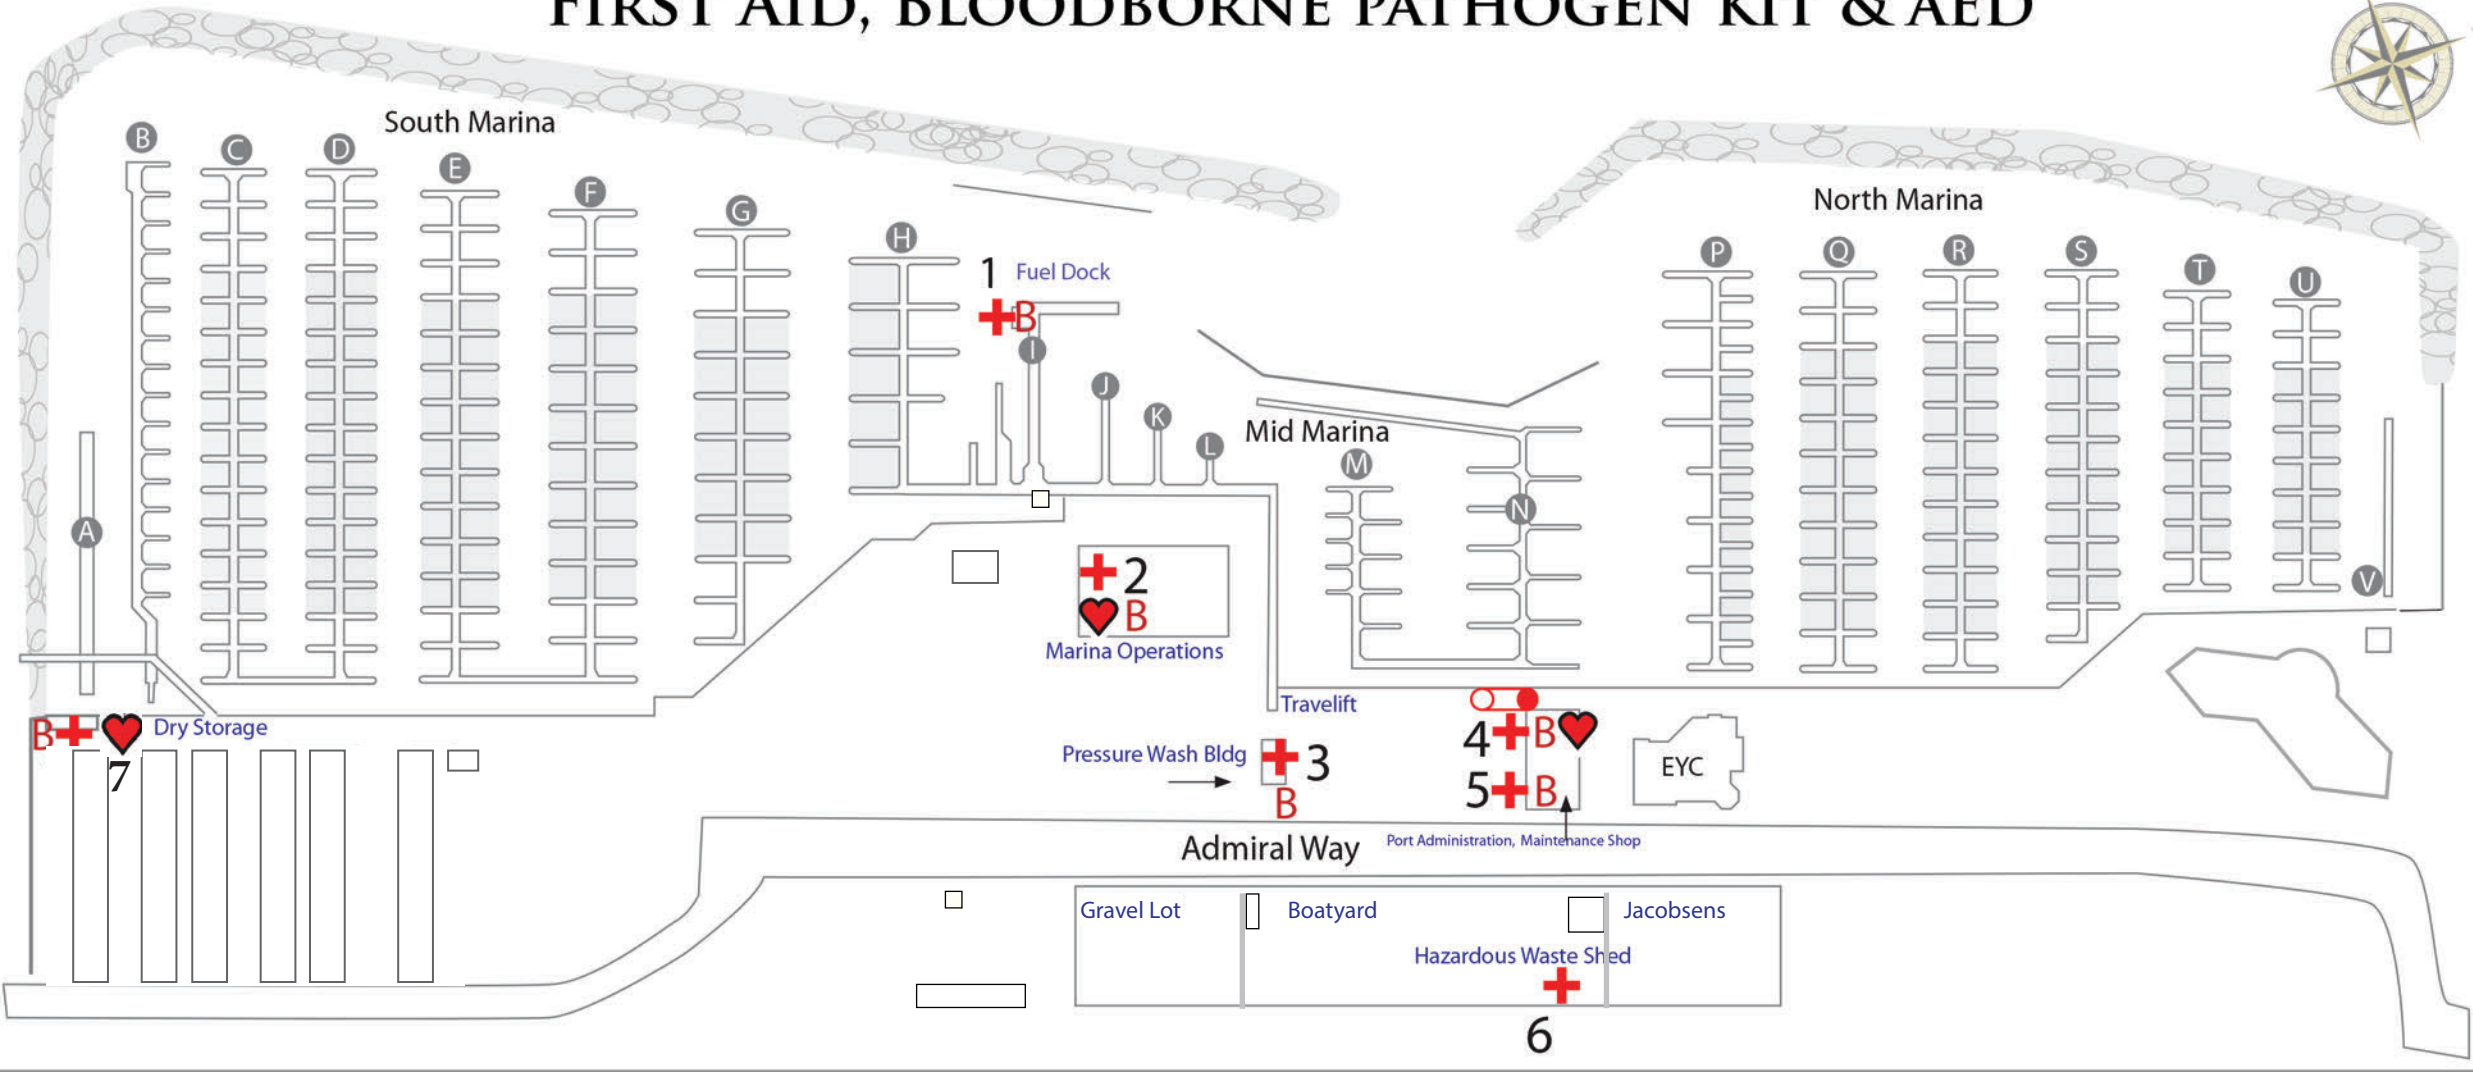 FIRST AID, BLOODBORNE PATHOGEN KIT & AED
South Marina
North Marina
B
C
D
E
F
G
H
P
Q
R
S
T
U
1 Fuel Dock
B
I
J
K
L
Mid Marina
M
N
A
V
2
B
Marina Operations
Travelift
B
Dry Storage
7
4 B
Pressure Wash Bldg
3
B
5 B
EYC
Admiral Way
Port Administration, Maintenance Shop
Gravel Lot
Boatyard
Jacobsens
Hazardous Waste Shed
6